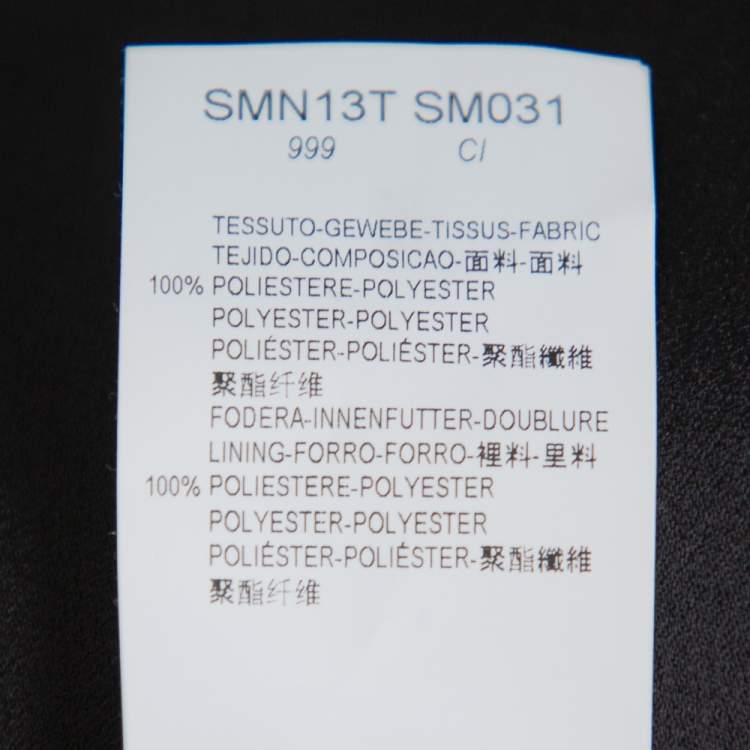 SMN13T SM031
999 CI
TESSUTO-GEWEBE-TISSUS-FABRIC
TEJIDO-COMPOSICAO-面料-面料
100% POLIESTERE-POLYESTER
POLYESTER-POLYESTER
POLIÉSTER-POLIÉSTER-聚酯纖維
聚酯纤维
FODERA-INNENFUTTER-DOUBLURE
LINING-FORRO-FORRO-裡料-里料
100% POLIESTERE-POLYESTER
POLYESTER-POLYESTER
POLIÉSTER-POLIÉSTER-聚酯纖維
聚酯纤维